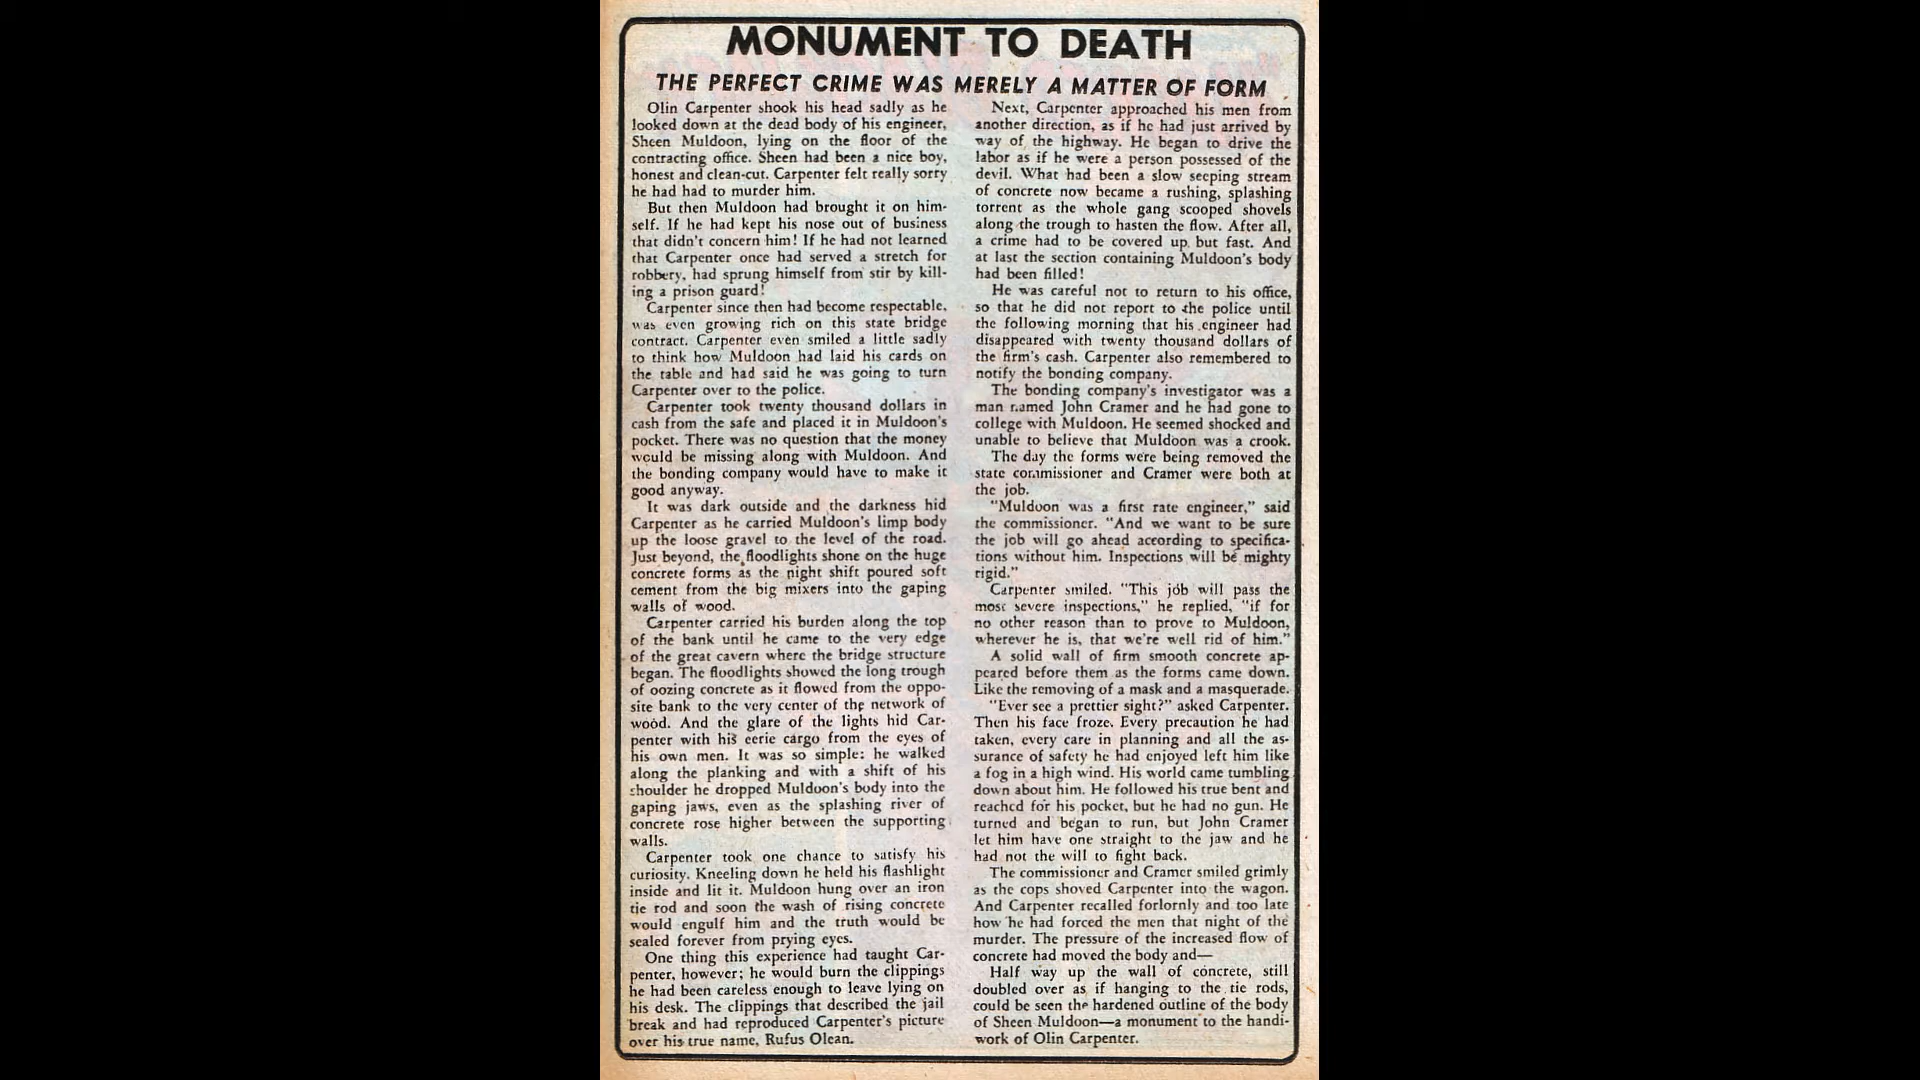 MONUMENT TO DEATH
THE PERFECT CRIME WAS MERELY A MATTER OF FORM
Olin Carpenter shook his head sadly as he
looked down at the dead body of his engineer,
Sheen Muldoon, lying on the floor of the
contracting office. Sheen had been a nice boy,
honest and clean-cut. Carpenter felt really sorry
he had had to murder him.
But then Muldoon had brought it on him-
self. If he had kept his nose out of business
that didn't concern him! If he had not learned
that Carpenter once had served a stretch for
robbery, had sprung himself from stir by kill-
ing a prison guard!
Carpenter since then had become respectable,
was even growing rich on this state bridge
contract. Carpenter even smiled a little sadly
to think how Muldoon had laid his cards on
the table and had said he was going to turn
Carpenter over to the police.
Carpenter took twenty thousand dollars in
cash from the safe and placed it in Muldoon's
pocket. There was no question that the money
would be missing along with Muldoon. And
the bonding company would have to make it
good anyway.
It was dark outside and the darkness hid
Carpenter as he carried Muldoon's limp body
up the loose gravel to the level of the road.
Just beyond, the floodlights shone on the huge
concrete forms as the night shift poured soft
cement from the big mixers into the gaping
walls of wood.
Carpenter carried his burden along the top
of the bank until he came to the very edge
of the great cavern where the bridge structure
began. The floodlights showed the long trough
of oozing concrete as it flowed from the oppo-
site bank to the very center of the network of
wood. And the glare of the lights hid Car-
penter with his eerie cargo from the eyes of
his own men. It was so simple: he walked
along the planking and with a shift of his
shoulder he dropped Muldoon's body into the
gaping jaws, even as the splashing river of
concrete rose higher between the supporting
walls.
Carpenter took one chance to satisfy his
curiosity. Kneeling down he held his flashlight
inside and lit it. Muldoon hung over an iron
tie rod and soon the wash of rising concrete
would engulf him and the truth would be
sealed forever from prying eyes.
One thing this experience had taught Car-
penter, however; he would burn the clippings
he had been careless enough to leave lying on
his desk. The clippings that described the jail
break and had reproduced Carpenter's picture
over his true name, Rufus Olean.
Next, Carpenter approached his men from
another direction, as if he had just arrived by
way of the highway. He began to drive the
labor as if he were a person possessed of the
devil. What had been a slow seeping stream
of concrete now became a rushing, splashing
torrent as the whole gang scooped shovels
along the trough to hasten the flow. After all,
a crime had to be covered up but fast. And
at last the section containing Muldoon's body
had been filled!
He was careful not to return to his office,
so that he did not report to the police until
the following morning that his engineer had
disappeared with twenty thousand dollars of
the firm's cash. Carpenter also remembered to
notify the bonding company.
The bonding company's investigator was a
man named John Cramer and he had gone to
college with Muldoon. He seemed shocked and
unable to believe that Muldoon was a crook.
The day the forms were being removed the
state commissioner and Cramer were both at
the job.
"Muldoon was a first rate engineer," said
the commissioner. "And we want to be sure
the job will go ahead according to specifica-
tions without him. Inspections will be mighty
rigid."
Carpenter smiled. "This job will pass the
most severe inspections," he replied, "if for
no other reason than to prove to Muldoon,
wherever he is, that we're well rid of him."
A solid wall of firm smooth concrete ap-
peared before them as the forms came down.
Like the removing of a mask and a masquerade.
"Ever see a prettier sight?" asked Carpenter.
Then his face froze. Every precaution he had
taken, every care in planning and all the as-
surance of safety he had enjoyed left him like
a fog in a high wind. His world came tumbling
down about him. He followed his true bent and
reached for his pocket, but he had no gun. He
turned and began to run, but John Cramer
let him have one straight to the jaw and he
had not the will to fight back.
The commissioner and Cramer smiled grimly
as the cops shoved Carpenter into the wagon.
And Carpenter recalled forlornly and too late
how he had forced the men that night of the
murder. The pressure of the increased flow of
concrete had moved the body and—
Half way up the wall of concrete, still
doubled over as if hanging to the tie rods,
could be seen the hardened outline of the body
of Sheen Muldoon—a monument to the handi-
work of Olin Carpenter.